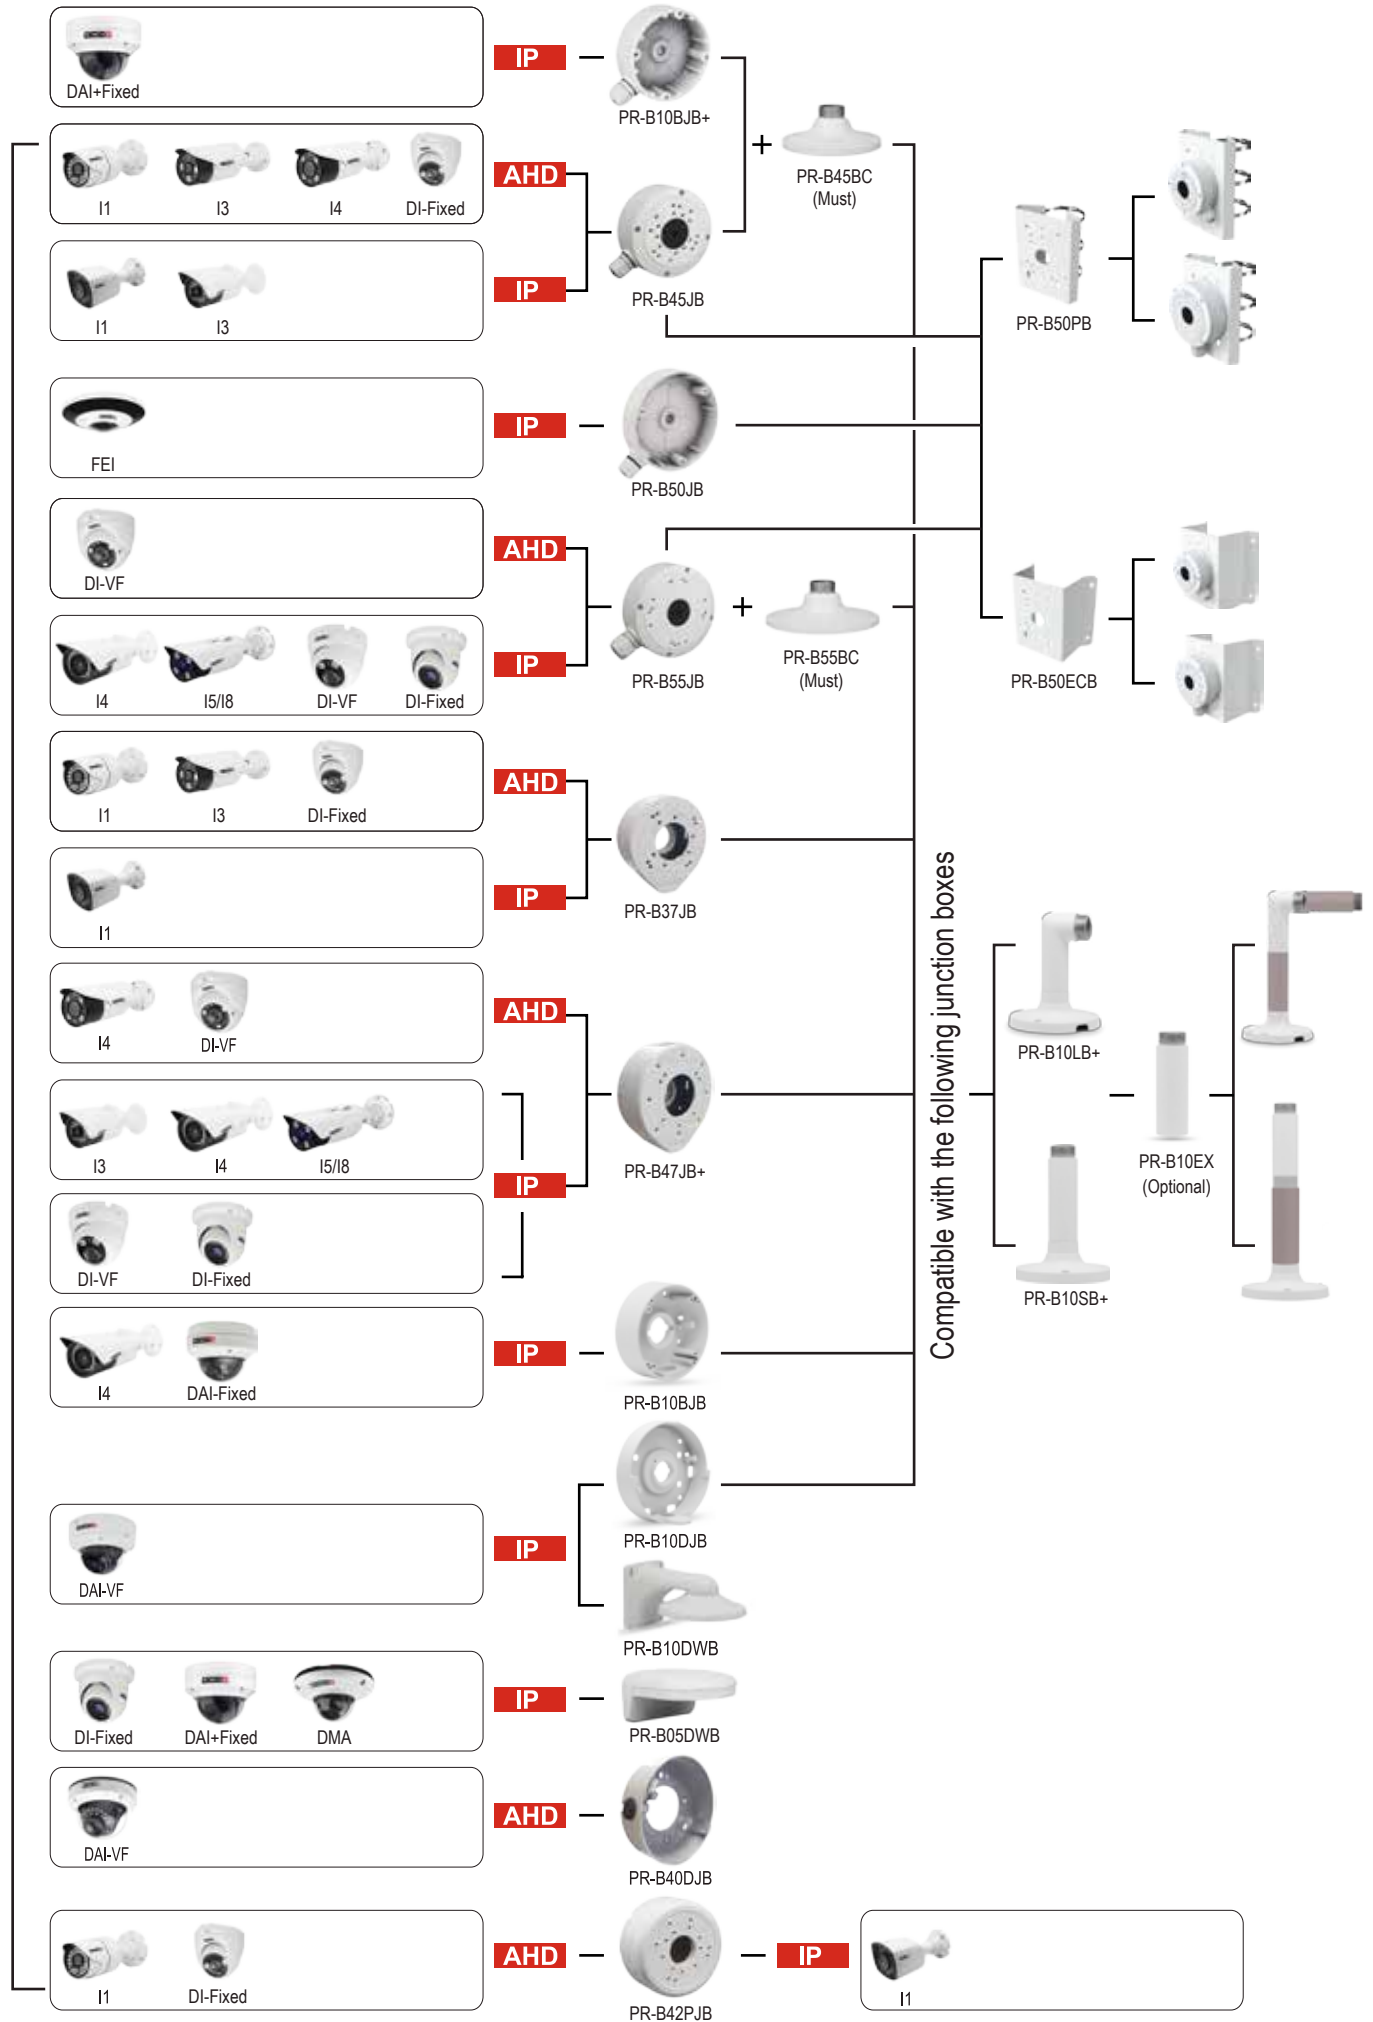 DAI+Fixed
IP
PR-B10BJB+
I1
I3
I4
DI-Fixed
AHD
PR-B45BC
(Must)
I1
I3
IP
PR-B45JB
PR-B50PB
FEI
IP
PR-B50JB
DI-VF
AHD
I4
I5/I8
DI-VF
DI-Fixed
IP
PR-B55JB
PR-B55BC
(Must)
PR-B50ECB
I1
I3
DI-Fixed
AHD
I1
IP
PR-B37JB
Compatible with the following junction boxes
I4
DI-VF
AHD
PR-B10LB+
I3
I4
I5/I8
IP
PR-B47JB+
PR-B10EX
(Optional)
DI-VF
DI-Fixed
PR-B10SB+
I4
DAI-Fixed
IP
PR-B10BJB
DAI-VF
IP
PR-B10DJB
PR-B10DWB
DI-Fixed
DAI+Fixed
DMA
IP
PR-B05DWB
DAI-VF
AHD
PR-B40DJB
I1
DI-Fixed
AHD
PR-B42PJB
IP
I1